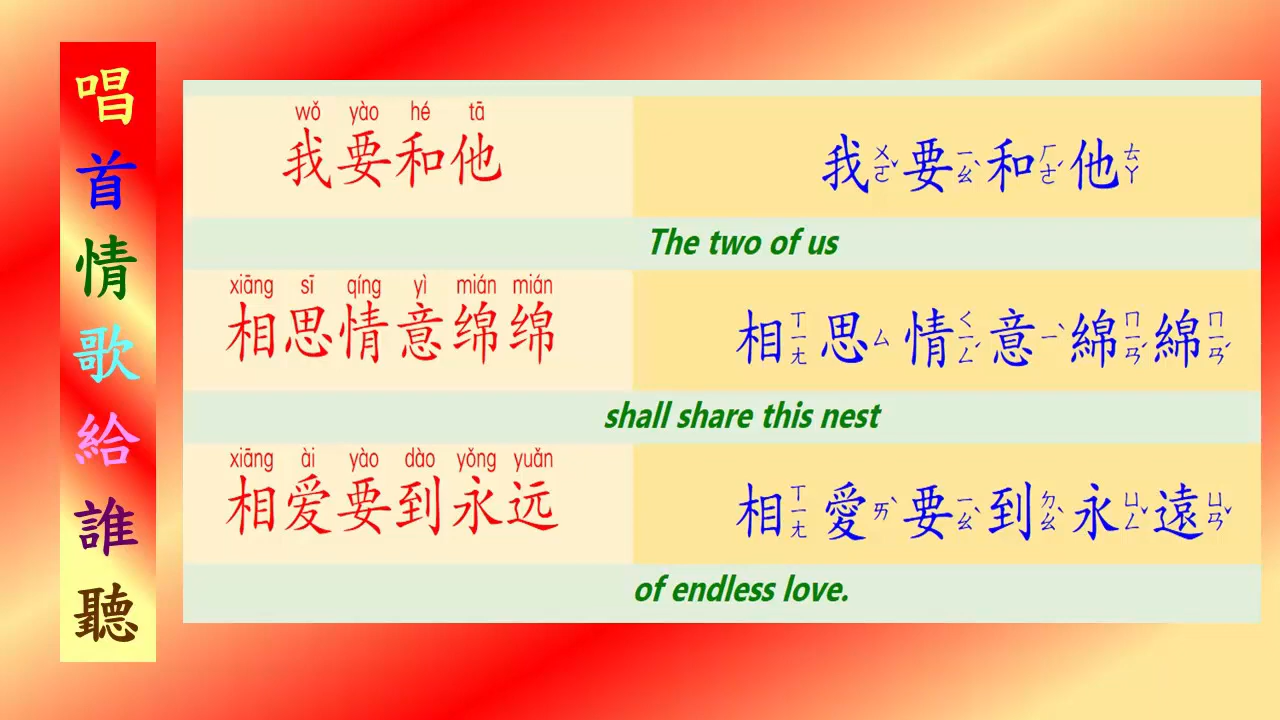 唱首情歌給誰聽
wǒ yào hé tā
我要和他
我ㄨㄛˇ要ㄧㄠˋ和ㄏㄜˊ他ㄊㄚ
The two of us
xiāng sī qíng yì mián mián
相思情意绵绵
相ㄒㄧㄤ思ㄙ情ㄑㄧㄥˊ意ㄧˋ綿ㄇㄧㄢˊ綿ㄇㄧㄢˊ
shall share this nest
xiāng ài yào dào yǒng yuǎn
相爱要到永远
相ㄒㄧㄤ愛ㄞˋ要ㄧㄠˋ到ㄉㄠˋ永ㄩㄥˇ遠ㄩㄢˇ
of endless love.